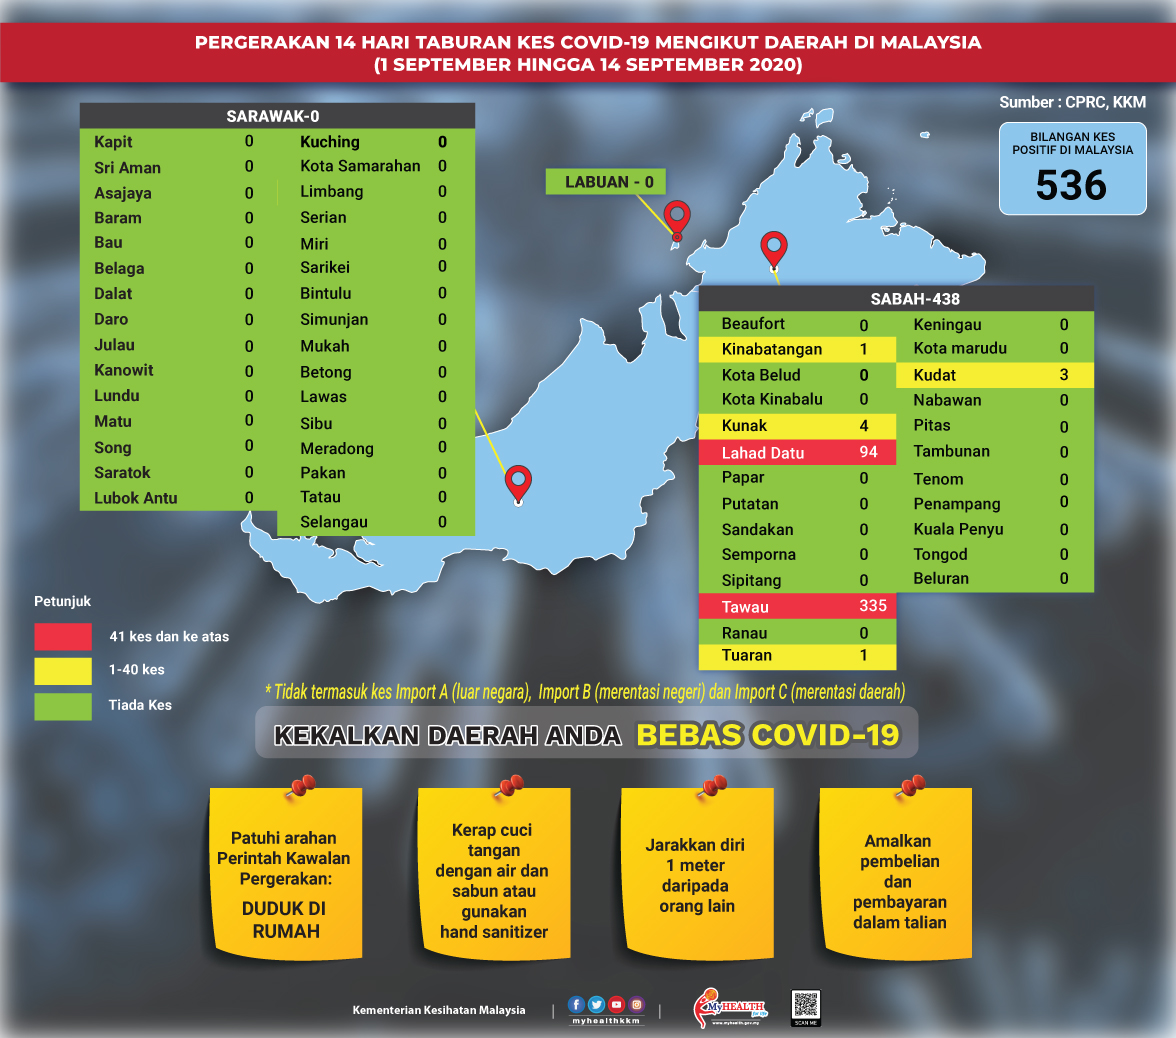 PERGERAKAN 14 HARI TABURAN KES COVID-19 MENGIKUT DAERAH DI MALAYSIA
(1 SEPTEMBER HINGGA 14 SEPTEMBER 2020)
Sumber : CPRC, KKM
BILANGAN KES
POSITIF DI MALAYSIA
536
SARAWAK-0
Kapit 0 Kuching 0
Sri Aman 0 Kota Samarahan 0
Asajaya 0 Limbang 0
Baram 0 Serian 0
Bau 0 Miri 0
Belaga 0 Sarikei 0
Dalat 0 Bintulu 0
Daro 0 Simunjan 0
Julau 0 Mukah 0
Kanowit 0 Betong 0
Lundu 0 Lawas 0
Matu 0 Sibu 0
Song 0 Meradong 0
Saratok 0 Pakan 0
Lubok Antu 0 Tatau 0
Selangau 0
LABUAN - 0
SABAH-438
Beaufort 0 Keningau 0
Kinabatangan 1 Kota marudu 0
Kota Belud 0 Kudat 3
Kota Kinabalu 0 Nabawan 0
Kunak 4 Pitas 0
Lahad Datu 94 Tambunan 0
Papar 0 Tenom 0
Putatan 0 Penampang 0
Sandakan 0 Kuala Penyu 0
Semporna 0 Tongod 0
Sipitang 0 Beluran 0
Tawau 335
Ranau 0
Tuaran 1
Petunjuk
41 kes dan ke atas
1-40 kes
Tiada Kes
* Tidak termasuk kes Import A (luar negara), Import B (merentasi negeri) dan Import C (merentasi daerah)
KEKALKAN DAERAH ANDA BEBAS COVID-19
Patuhi arahan
Perintah Kawalan
Pergerakan:
DUDUK DI
RUMAH
Kerap cuci
tangan
dengan air dan
sabun atau
gunakan
hand sanitizer
Jarakkan diri
1 meter
daripada
orang lain
Amalkan
pembelian
dan
pembayaran
dalam talian
Kementerian Kesihatan Malaysia
myhealthkkm
MyHEALTH
for life
www.myhealth.gov.my
SCAN ME